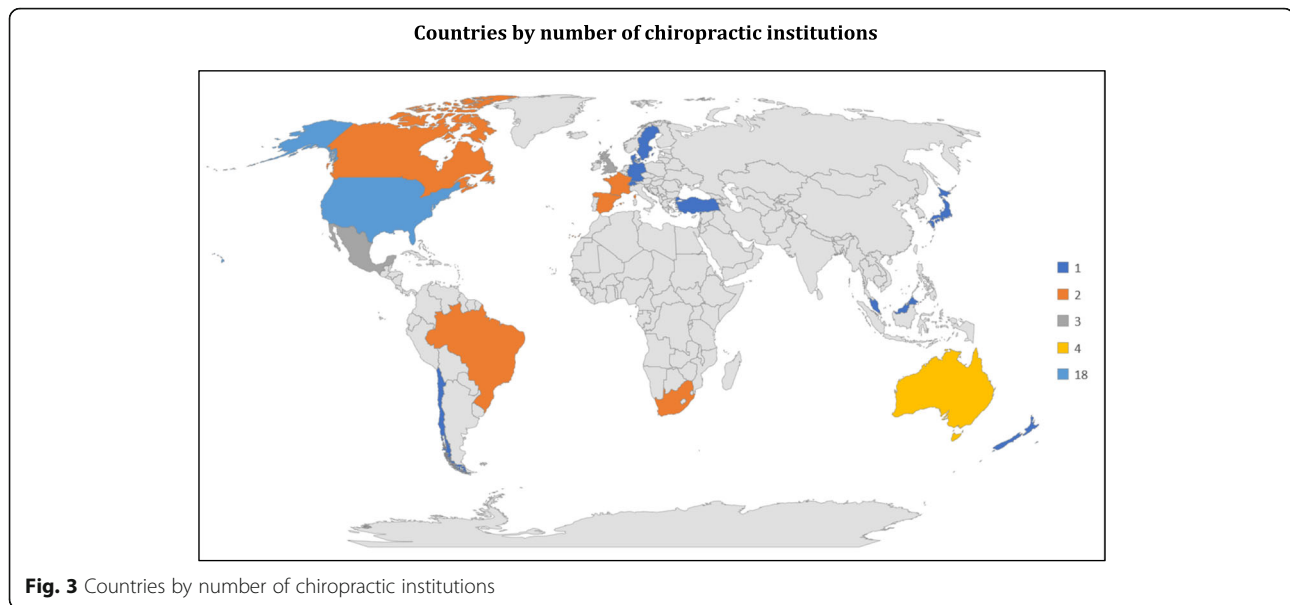 Countries by number of chiropractic institutions
1
2
3
4
18
Fig. 3 Countries by number of chiropractic institutions